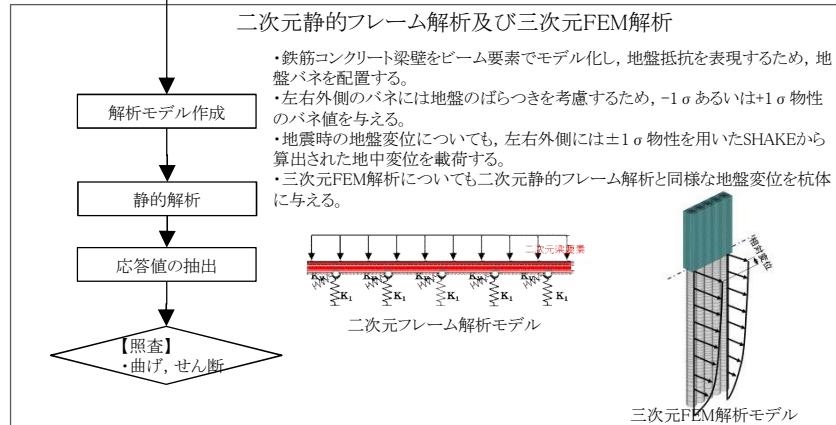 二次元静的フレーム解析及び三次元FEM解析
・鉄筋コンクリート梁壁をビーム要素でモデル化し，地盤抵抗を表現するため，地
盤バネを配置する。
・左右外側のバネには地盤のばらつきを考慮するため，−1σあるいは+1σ物性
のバネ値を与える。
・地震時の地盤変位についても，左右外側には±1σ物性を用いたSHAKEから
算出された地中変位を載荷する。
・三次元FEM解析についても二次元静的フレーム解析と同様な地盤変位を杭体
に与える。
解析モデル作成
静的解析
応答値の抽出
【照査】
・曲げ，せん断
二次元梁要素
K₁ K₁ K₁ K₁ K₁
二次元フレーム解析モデル
相対変位
三次元FEM解析モデル